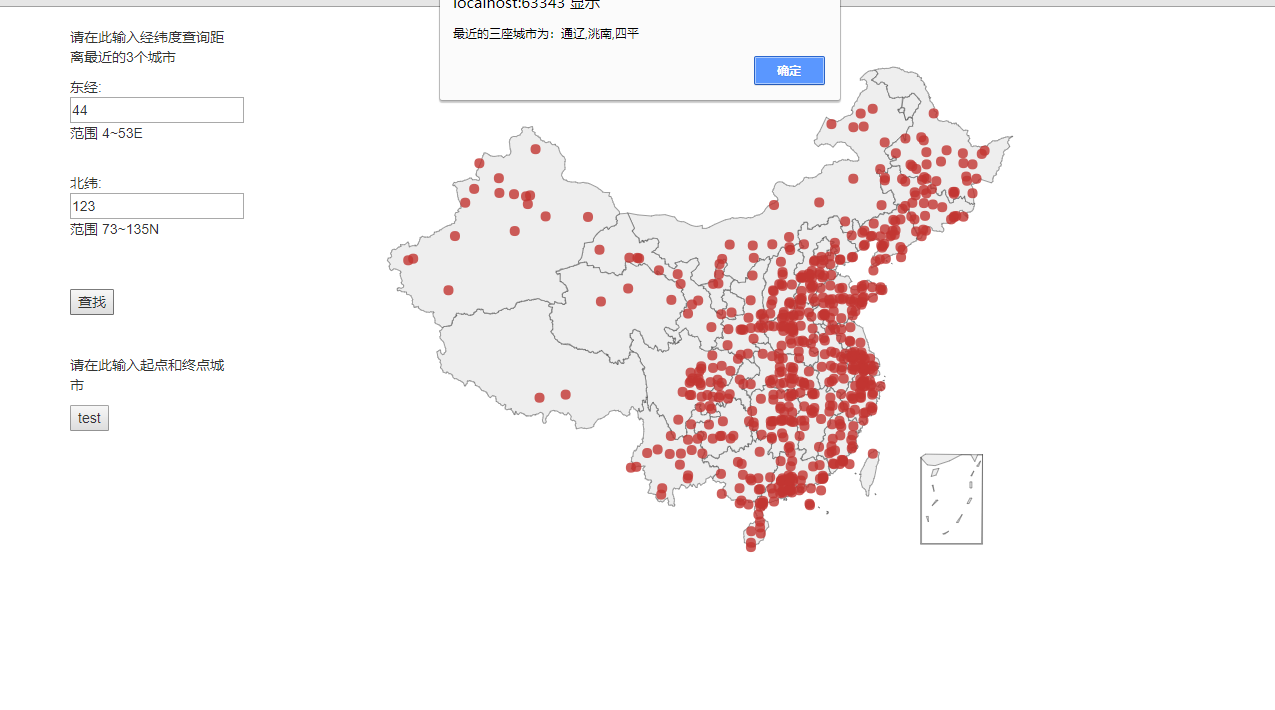 localhost:63343 显示
最近的三座城市为：通辽,洮南,四平
确定
请在此输入经纬度查询距
离最近的3个城市
东经:
44
范围 4~53E
北纬:
123
范围 73~135N
查找
请在此输入起点和终点城
市
test